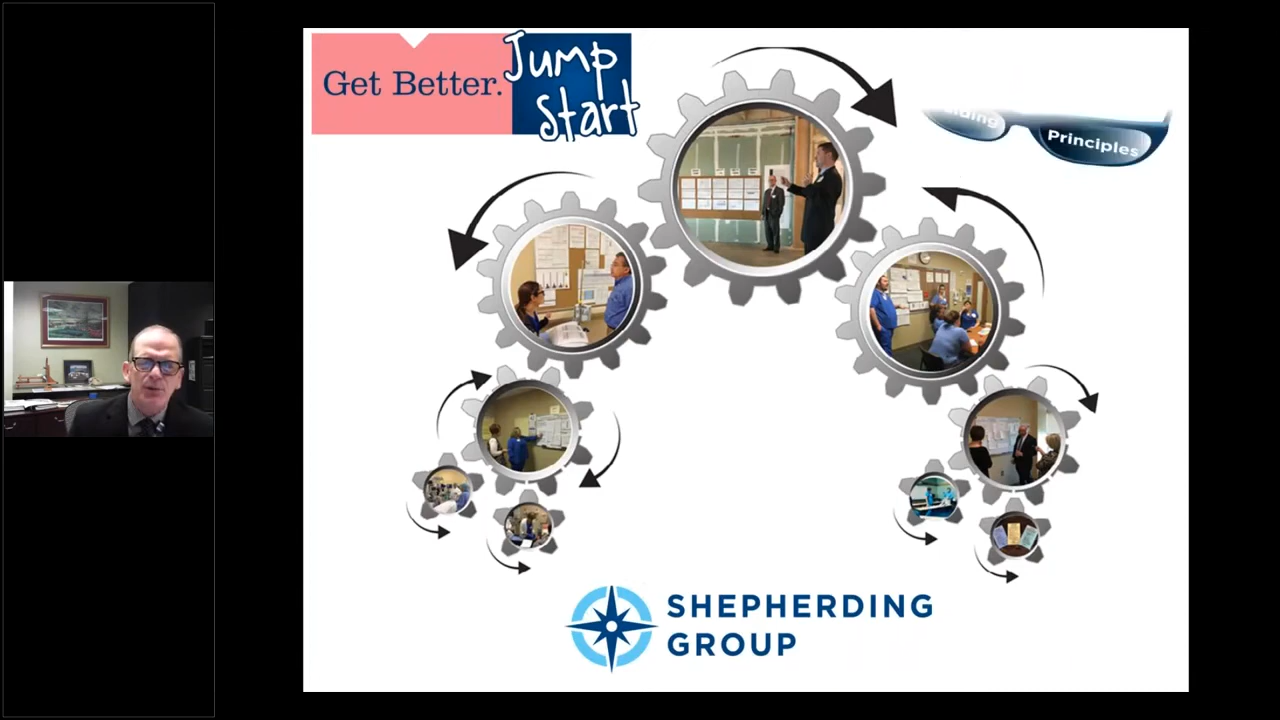 Get Better.
Jump
Start
Principles
SHEPHERDING
GROUP